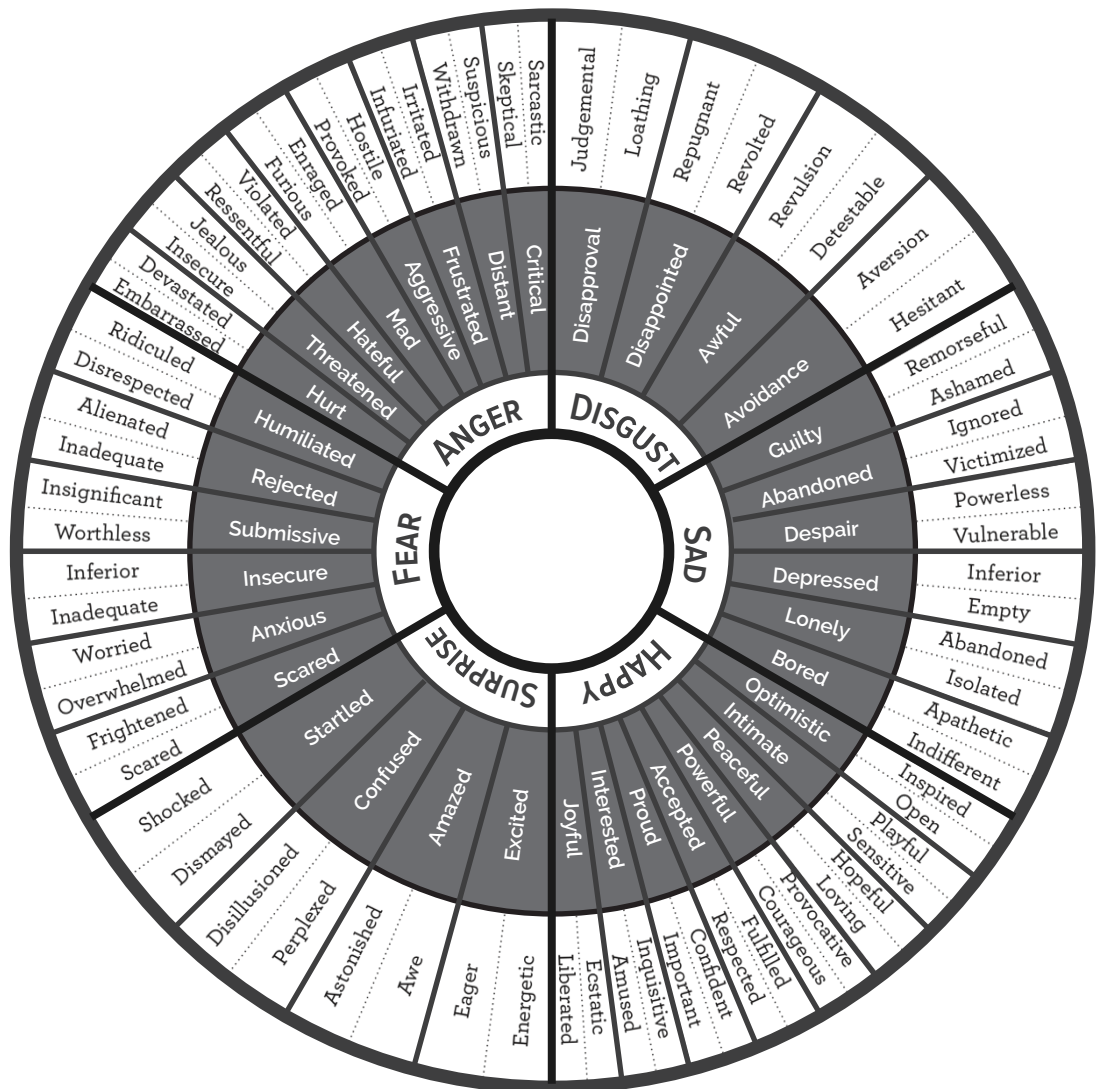 ANGER
DISGUST
SAD
HAPPY
SURPRISE
FEAR
Disapproval
Disappointed
Awful
Avoidance
Guilty
Abandoned
Despair
Depressed
Lonely
Bored
Optimistic
Intimate
Peaceful
Powerful
Accepted
Proud
Interested
Joyful
Excited
Amazed
Confused
Startled
Scared
Anxious
Insecure
Submissive
Rejected
Humiliated
Hurt
Threatened
Hateful
Mad
Aggressive
Frustrated
Distant
Critical
Judgemental
Loathing
Repugnant
Revolted
Revulsion
Detestable
Aversion
Hesitant
Remorseful
Ashamed
Ignored
Victimized
Powerless
Vulnerable
Inferior
Empty
Abandoned
Isolated
Apathetic
Indifferent
Inspired
Open
Playful
Sensitive
Hopeful
Loving
Provocative
Courageous
Fulfilled
Respected
Confident
Important
Inquisitive
Amused
Ecstatic
Liberated
Energetic
Eager
Awe
Astonished
Perplexed
Disillusioned
Dismayed
Shocked
Scared
Frightened
Overwhelmed
Worried
Inadequate
Inferior
Worthless
Insignificant
Inadequate
Alienated
Disrespected
Ridiculed
Embarrassed
Devastated
Insecure
Jealous
Ressentful
Violated
Furious
Enraged
Provoked
Hostile
Infuriated
Irritated
Withdrawn
Suspicious
Skeptical
Sarcastic